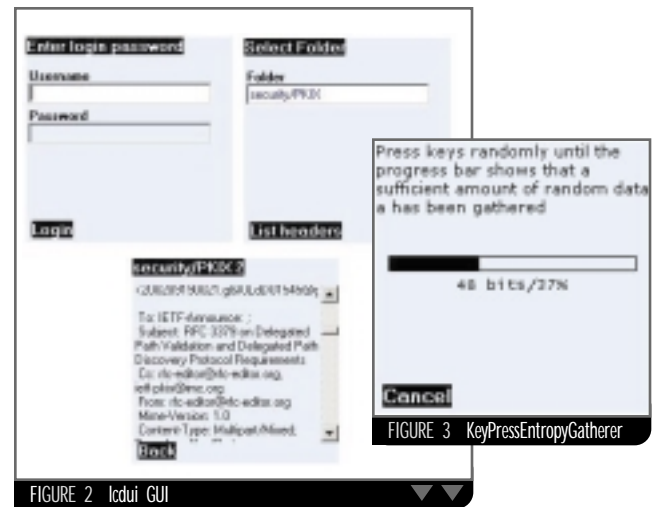 Enter login password
Username
Password
Login
Select Folder
Folder
security/PKIX
List headers
security/PKIX:2
To: IETF-Announce: ;
Subject: RFC 3379 on Delegated
Path Validation and Delegated Path
Discovery Protocol Requirements
Cc: rfc-editor@rfc-editor.org,
From: rfc-editor@rfc-editor.org
Mime-Version: 1.0
Content-Type: Multipart/Mixed;
Back
FIGURE 2 lcdui GUI
Press keys randomly until the
progress bar shows that a
sufficient amount of random data
a has been gathered
48 bits/37%
Cancel
FIGURE 3 KeyPressEntropyGatherer